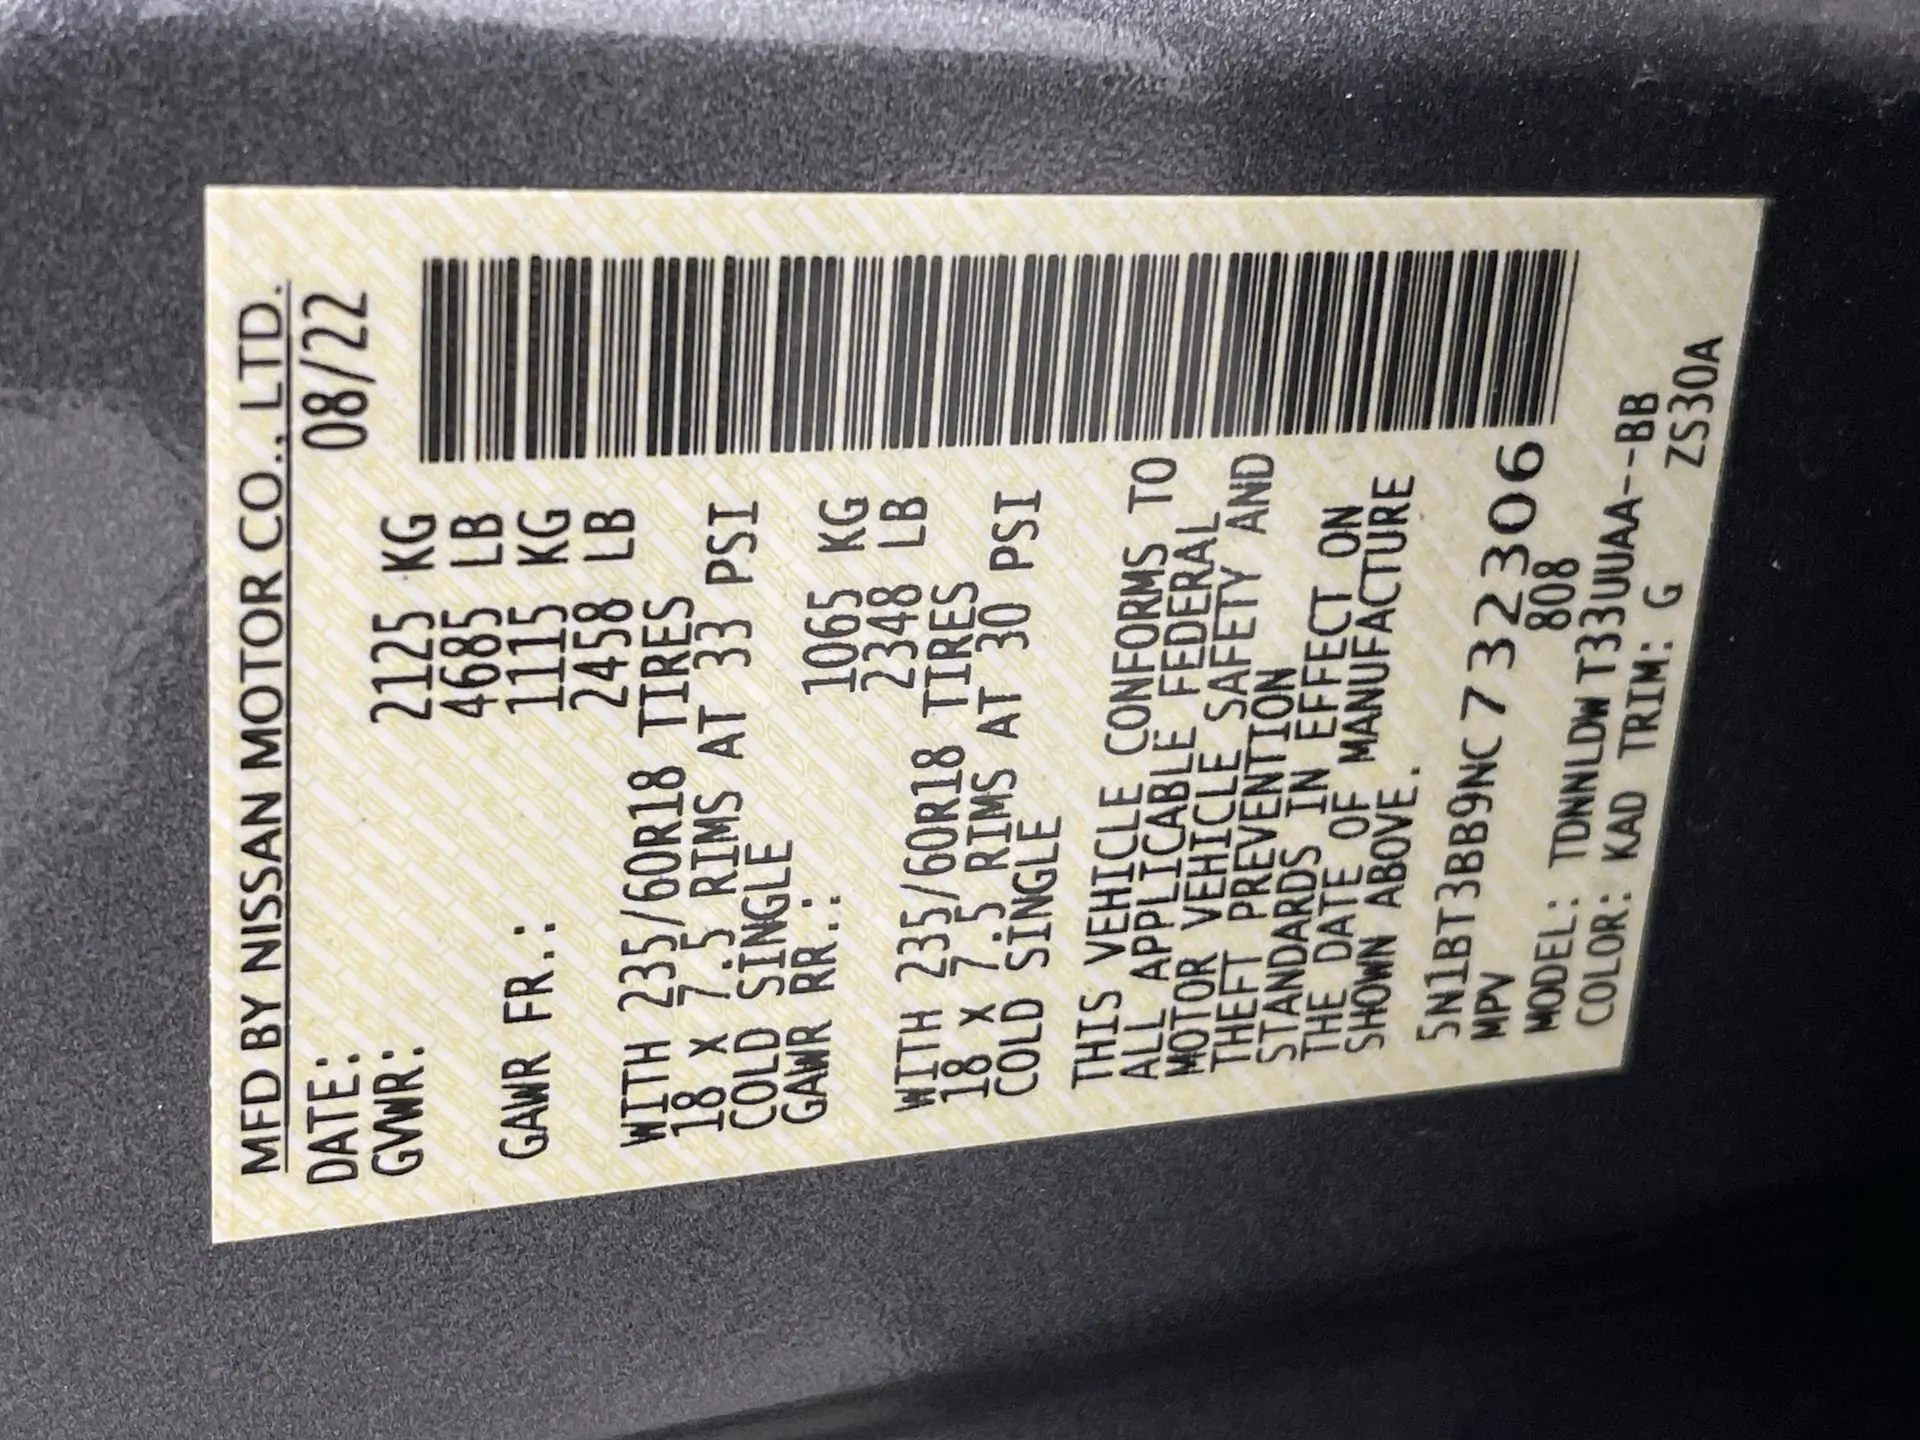 MFD BY NISSAN MOTOR CO., LTD.
DATE: 08/22
GVWR: 2125 KG
4685 LB
GAWR FR.: 1115 KG
2458 LB
WITH 235/60R18 TIRES
18 X 7.5 RIMS AT 33 PSI
COLD SINGLE
GAWR RR.: 1065 KG
2348 LB
WITH 235/60R18 TIRES
18 X 7.5 RIMS AT 30 PSI
COLD SINGLE
THIS VEHICLE CONFORMS TO
ALL APPLICABLE FEDERAL
MOTOR VEHICLE SAFETY AND
THEFT PREVENTION
STANDARDS IN EFFECT ON
THE DATE OF MANUFACTURE
SHOWN ABOVE.
5N1BT3BB9NC732306
MPV 808
MODEL: TDNNLDW T33UUAA--BB
COLOR: KAD TRIM: G
ZS30A